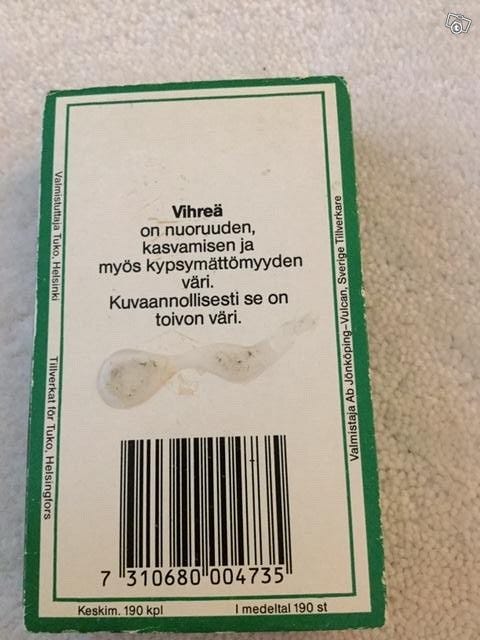 Vihreä
on nuoruuden,
kasvamisen ja
myös kypsymättömyyden
väri.
Kuvaannollisesti se on
toivon väri.
Valmistuttaja Tuko, Helsinki
Tillverkat för Tuko, Helsingfors
Valmistaja Ab Jönköping–Vulcan, Sverige Tillverkare
7 310680 004735
Keskim. 190 kpl
I medeltal 190 st